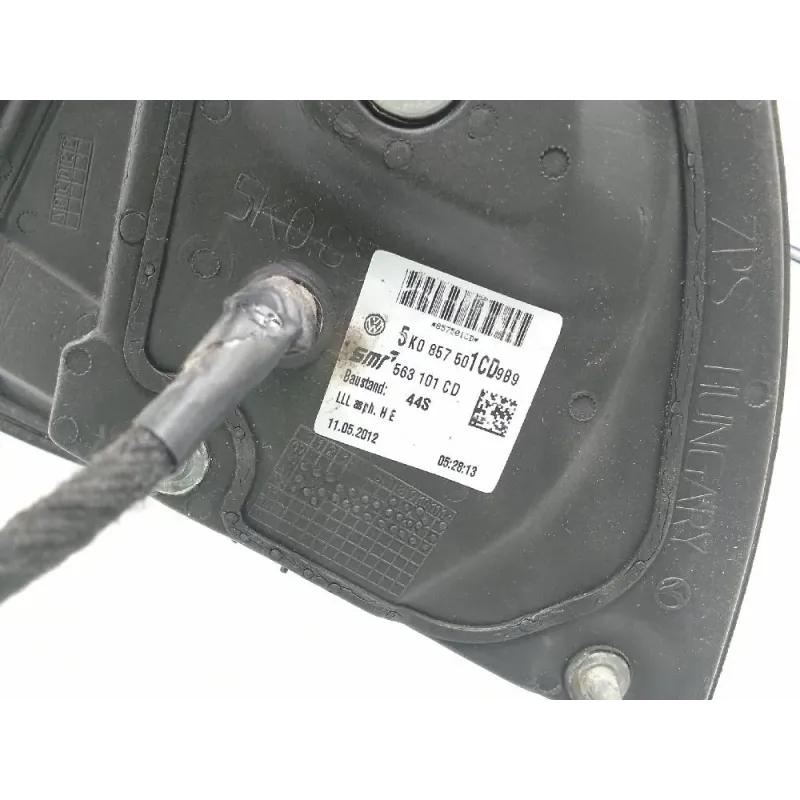 5K0.8
*857501CD*
5K0 857 501CD9B9
smr 563 101 CD
Baustand: 44S
LLL asph. H E
11.05.2012 05:28:13
ZPS HUNGARY